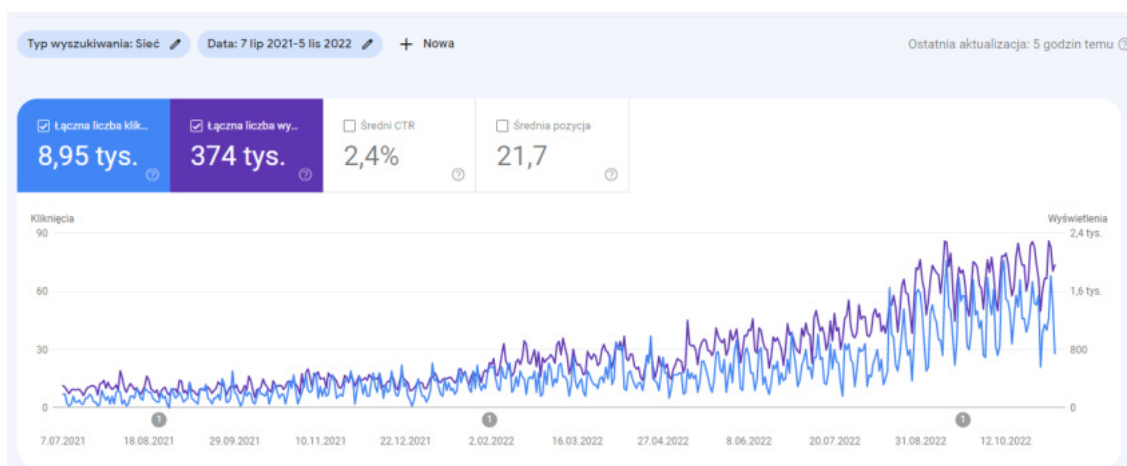 Typ wyszukiwania: Sieć Data: 7 lip 2021-5 lis 2022 + Nowa Ostatnia aktualizacja: 5 godzin temu
Łączna liczba klik... Łączna liczba wy... Średni CTR Średnia pozycja
8,95 tys. 374 tys. 2,4% 21,7
Kliknięcia Wyświetlenia
90 2,4 tys.
60 1,6 tys.
30 800
0 0
1 1 1
7.07.2021 18.08.2021 29.09.2021 10.11.2021 22.12.2021 2.02.2022 16.03.2022 27.04.2022 8.06.2022 20.07.2022 31.08.2022 12.10.2022